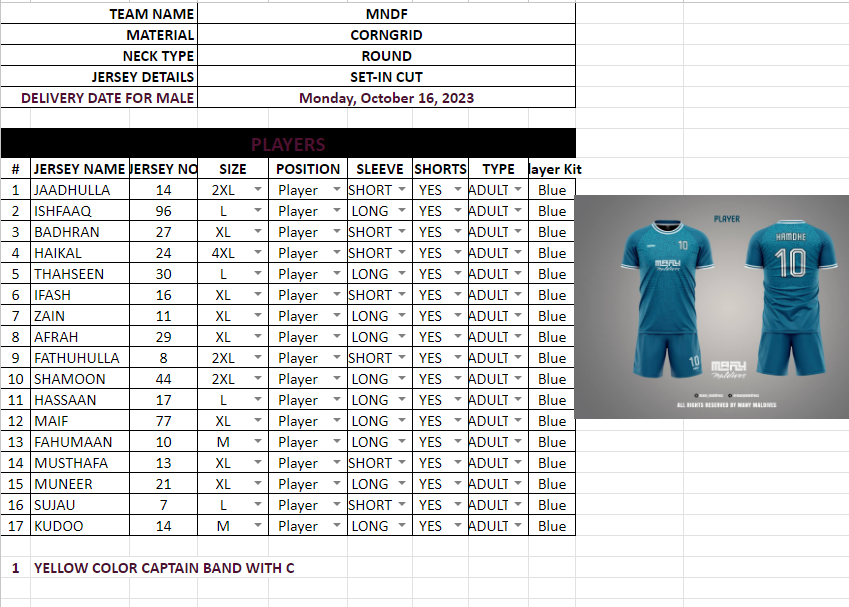 TEAM NAME MNDF
MATERIAL CORNGRID
NECK TYPE ROUND
JERSEY DETAILS SET-IN CUT
DELIVERY DATE FOR MALE Monday, October 16, 2023
PLAYERS
# JERSEY NAME JERSEY NO SIZE POSITION SLEEVE SHORTS TYPE layer Kit
1 JAADHULLA 14 2XL Player SHORT YES ADULT Blue
2 ISHFAAQ 96 L Player LONG YES ADULT Blue
3 BADHRAN 27 XL Player SHORT YES ADULT Blue
4 HAIKAL 24 4XL Player SHORT YES ADULT Blue
5 THAHSEEN 30 L Player LONG YES ADULT Blue
6 IFASH 16 XL Player SHORT YES ADULT Blue
7 ZAIN 11 XL Player LONG YES ADULT Blue
8 AFRAH 29 XL Player LONG YES ADULT Blue
9 FATHUHULLA 8 2XL Player SHORT YES ADULT Blue
10 SHAMOON 44 2XL Player LONG YES ADULT Blue
11 HASSAAN 17 L Player LONG YES ADULT Blue
12 MAIF 77 XL Player LONG YES ADULT Blue
13 FAHUMAAN 10 M Player LONG YES ADULT Blue
14 MUSTHAFA 13 XL Player SHORT YES ADULT Blue
15 MUNEER 21 XL Player LONG YES ADULT Blue
16 SUJAU 7 L Player SHORT YES ADULT Blue
17 KUDOO 14 M Player LONG YES ADULT Blue
1 YELLOW COLOR CAPTAIN BAND WITH C
PLAYER
10
HAMDHE
10
10
maldives
ALL RIGHTS RESERVED BY MADY MALDIVES